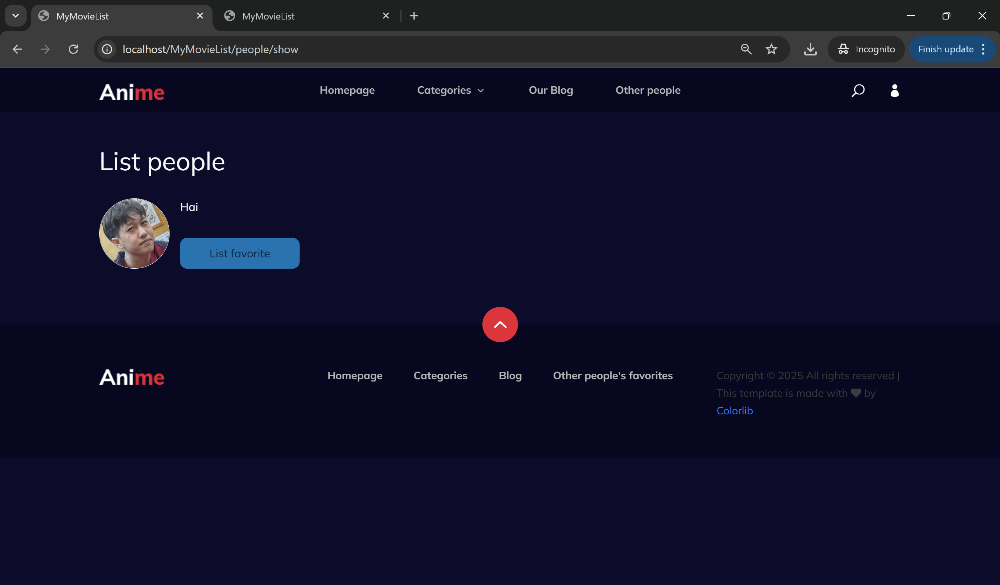 MyMovieList
MyMovieList
localhost/MyMovieList/people/show
Incognito
Finish update
Anime
Homepage
Categories
Our Blog
Other people
List people
Hai
List favorite
Anime
Homepage
Categories
Blog
Other people's favorites
Copyright © 2025 All rights reserved |
This template is made with ♥ by
Colorlib